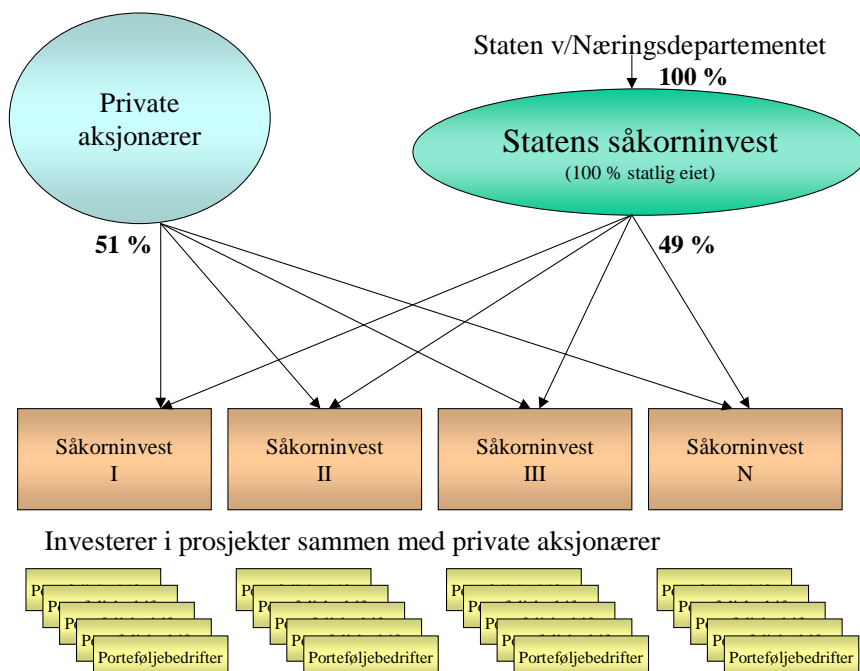 Staten v/Næringsdepartementet
100 %
Private
aksjonærer
Statens såkorninvest
(100 % statlig eiet)
51 %
49 %
Såkorninvest
I
Såkorninvest
II
Såkorninvest
III
Såkorninvest
N
Investerer i prosjekter sammen med private aksjonærer
Porteføljebedrifter
Porteføljebedrifter
Porteføljebedrifter
Porteføljebedrifter